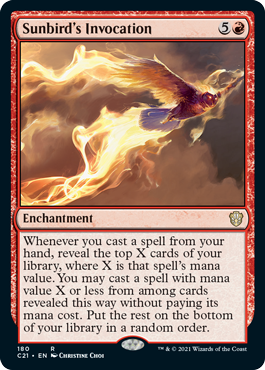 Sunbird's Invocation 5
Enchantment
Whenever you cast a spell from your
hand, reveal the top X cards of your
library, where X is that spell's mana
value. You may cast a spell with mana
value X or less from among cards
revealed this way without paying its
mana cost. Put the rest on the bottom
of your library in a random order.
180 R
C21 • EN Christine Choi ™ & © 2021 Wizards of the Coast